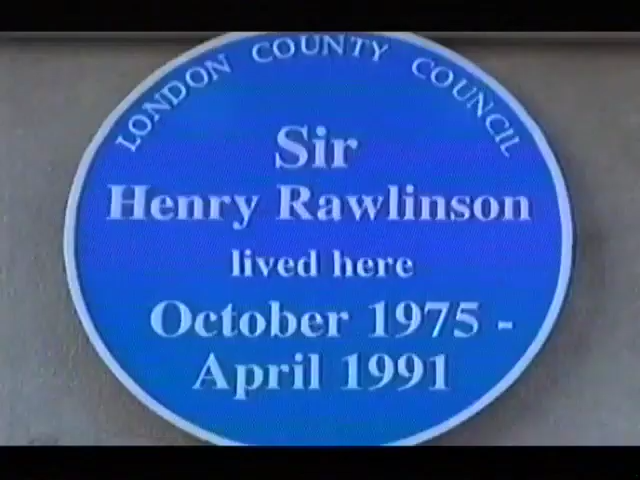 LONDON COUNTY COUNCIL
Sir
Henry Rawlinson
lived here
October 1975 -
April 1991